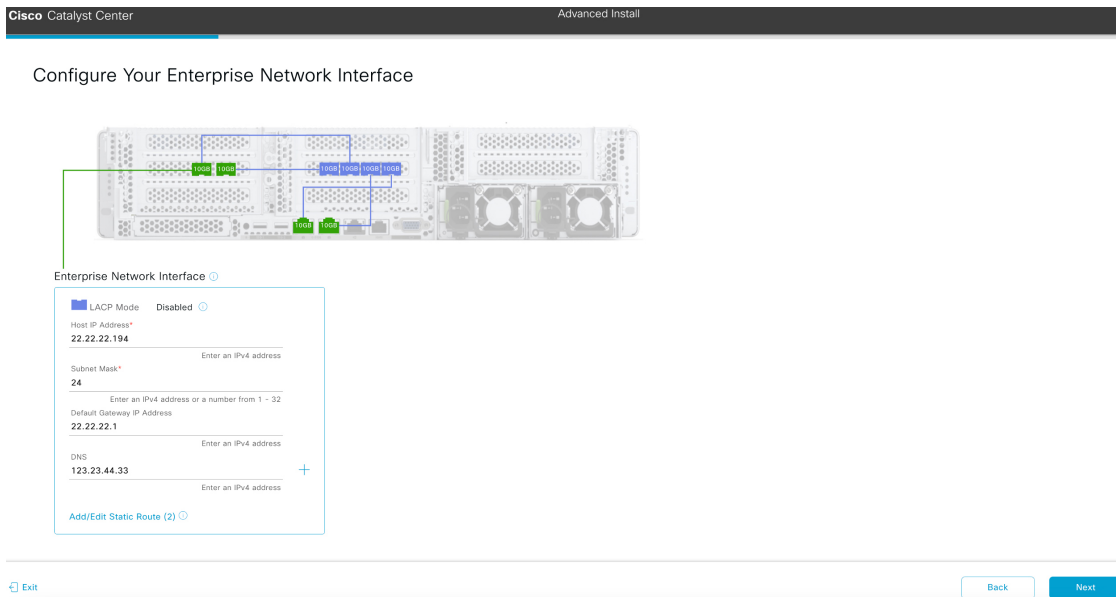 Cisco Catalyst Center
Advanced Install
Configure Your Enterprise Network Interface
10GB 10GB 10GB 10GB 10GB 10GB
10GB 10GB
Enterprise Network Interface
LACP Mode Disabled
Host IP Address*
22.22.22.194
Enter an IPv4 address
Subnet Mask*
24
Enter an IPv4 address or a number from 1 - 32
Default Gateway IP Address
22.22.22.1
Enter an IPv4 address
DNS
123.23.44.33
Enter an IPv4 address
Add/Edit Static Route (2)
Exit
Back
Next